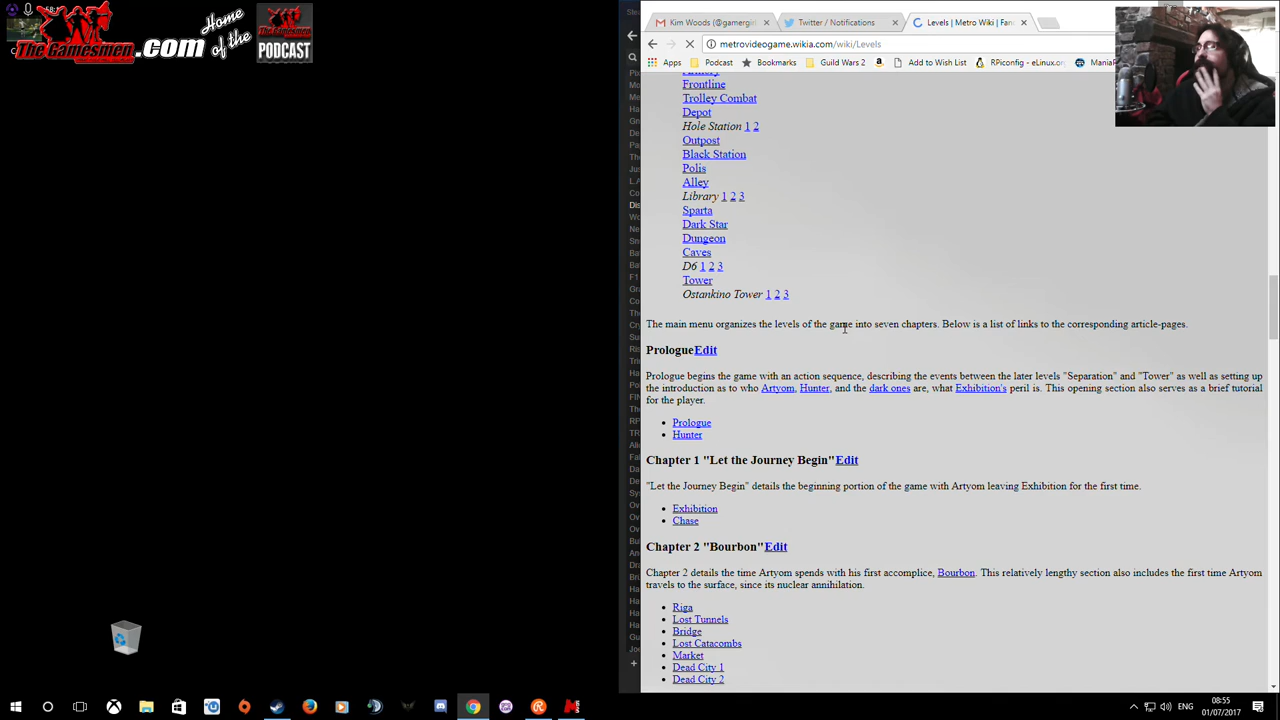 The Gamesmen.com Home of the
The Gamesmen PODCAST
Kim Woods (@gamergirl
Twitter / Notifications
Levels | Metro Wiki | Fan
metrovideogame.wikia.com/wiki/Levels
Apps Podcast Bookmarks Guild Wars 2 Add to Wish List RPiconfig - eLinux.org Mania
Armory
Frontline
Trolley Combat
Depot
Hole Station 1 2
Outpost
Black Station
Polis
Alley
Library 1 2 3
Sparta
Dark Star
Dungeon
Caves
D6 1 2 3
Tower
Ostankino Tower 1 2 3
The main menu organizes the levels of the game into seven chapters. Below is a list of links to the corresponding article-pages.
PrologueEdit
Prologue begins the game with an action sequence, describing the events between the later levels "Separation" and "Tower" as well as setting up
the introduction as to who Artyom, Hunter, and the dark ones are, what Exhibition's peril is. This opening section also serves as a brief tutorial
for the player.
• Prologue
• Hunter
Chapter 1 "Let the Journey Begin"Edit
"Let the Journey Begin" details the beginning portion of the game with Artyom leaving Exhibition for the first time.
• Exhibition
• Chase
Chapter 2 "Bourbon"Edit
Chapter 2 details the time Artyom spends with his first accomplice, Bourbon. This relatively lengthy section also includes the first time Artyom
travels to the surface, since its nuclear annihilation.
• Riga
• Lost Tunnels
• Bridge
• Lost Catacombs
• Market
• Dead City 1
• Dead City 2
ENG
08:55
01/07/2017